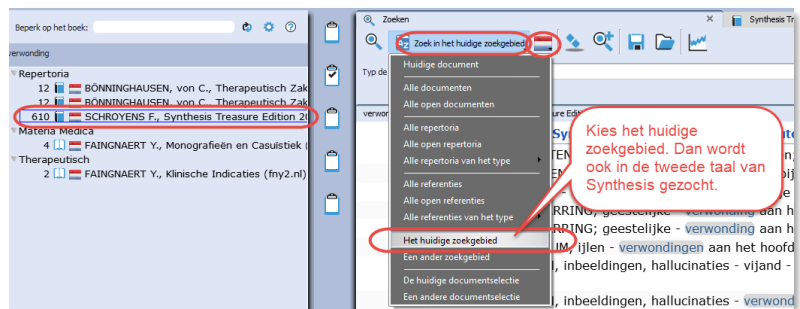 Beperk op het boek:
verwonding
Repertoria
12 BÖNNINGHAUSEN, von C., Therapeutisch Zak
12 BÖNNINGHAUSEN, von C., Therapeutisch Zak
610 SCHROYENS F., Synthesis Treasure Edition 20
Materia Medica
4 FAINGNAERT Y., Monografieën en Casuïstiek (
Therapeutisch
2 FAINGNAERT Y., Klinische Indicaties (fny2.nl)
Zoeken
Synthesis Tr
Zoek in het huidige zoekgebied
Typ de
verwor
Huidige document
Alle documenten
Alle open documenten
Alle repertoria
Alle open repertoria
Alle repertoria van het type
Alle referenties
Alle open referenties
Alle referenties van het type
Het huidige zoekgebied
Een ander zoekgebied
De huidige documentselectie
Een andere documentselectie
ure Edit
Sy
Kies het huidige
zoekgebied. Dan wordt
ook in de tweede taal van
Synthesis gezocht.
RRING; geestelijke - verwonding aan h
RRING; geestelijke - verwonding aan h
UM, ijlen - verwondingen aan het hoofd
, inbeeldingen, hallucinaties - vijand -
, inbeeldingen, hallucinaties - verwond